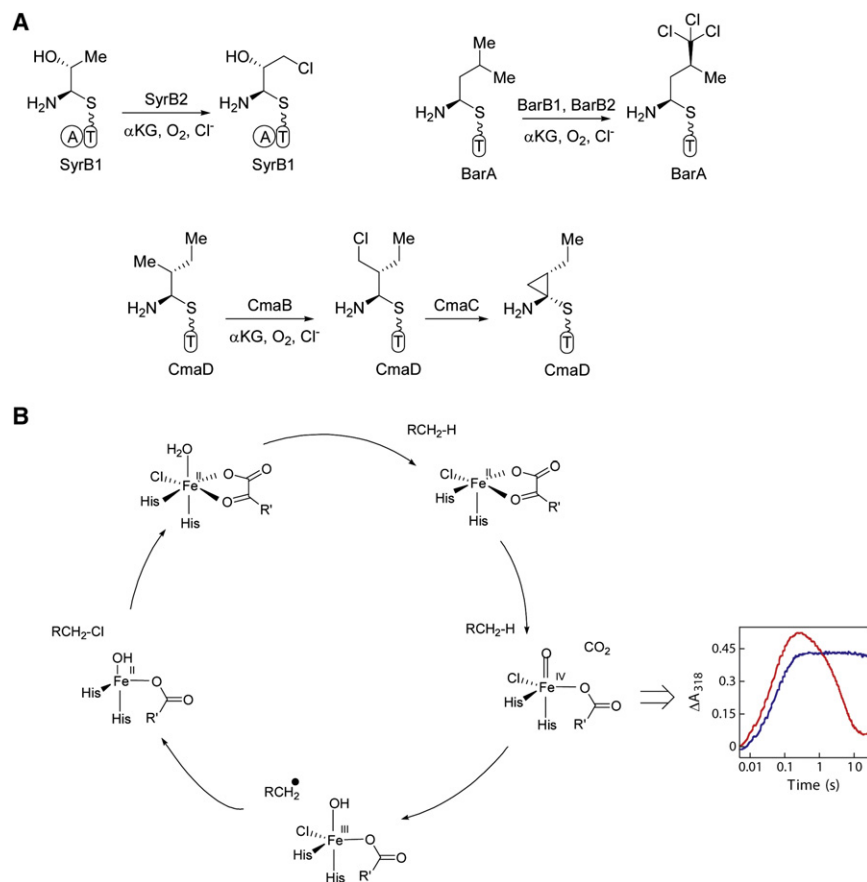 A
HO
Me
H₂N
S
A T
SyrB1
SyrB2
αKG, O₂, Cl⁻
HO
Cl
H₂N
S
A T
SyrB1
Me
Me
H₂N
S
T
BarA
BarB1, BarB2
αKG, O₂, Cl⁻
Cl Cl
Cl
Me
H₂N
S
T
BarA
Me
Me
H₂N
S
T
CmaD
CmaB
αKG, O₂, Cl⁻
Cl
Me
H₂N
S
T
CmaD
CmaC
Me
H₂N
S
T
CmaD
B
H₂O
Cl
Fe
II
O
O
O
His
His
R'
RCH₂-H
Cl
Fe
II
O
O
O
His
His
R'
RCH₂-H
CO₂
O
Cl
Fe
IV
O
O
His
His
R'
RCH₂•
OH
Cl
Fe
III
O
O
His
His
R'
RCH₂-Cl
OH
Fe
II
O
O
His
His
R'
ΔA₃₁₈
0.45
0.30
0.15
0
0.01 0.1 1 10
Time (s)